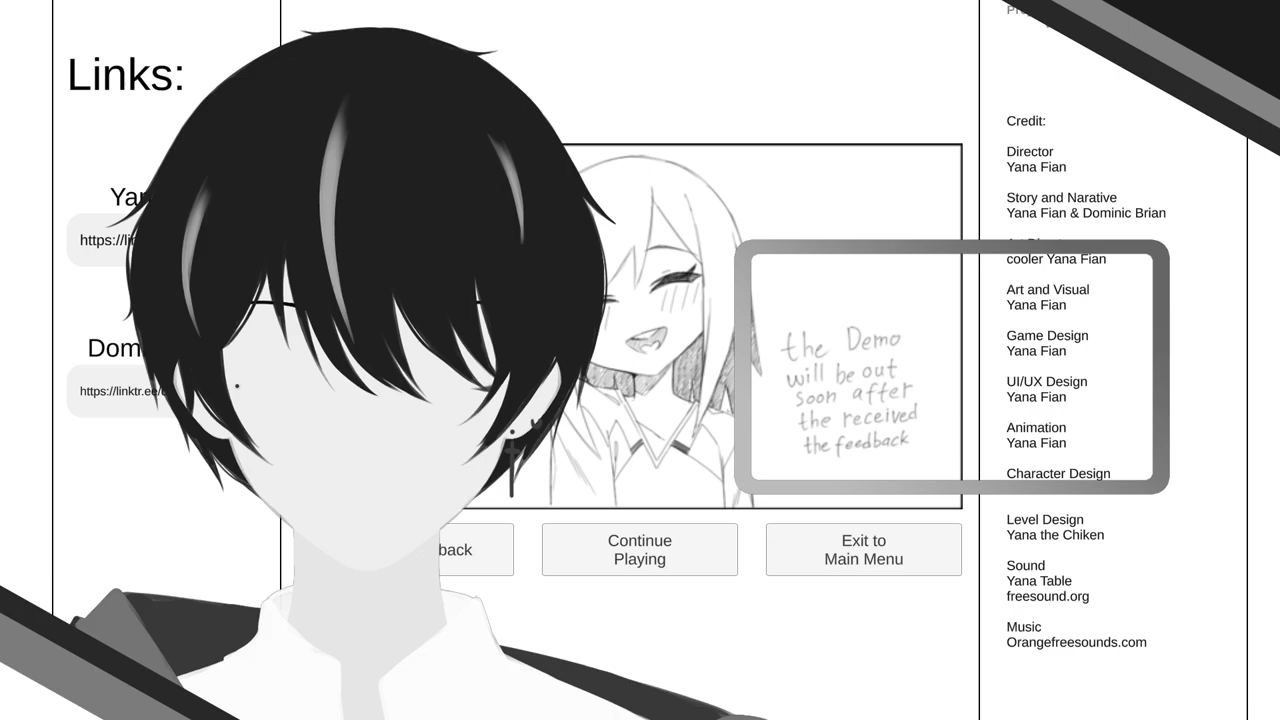 Links:
https://linktr.ee/
the Demo
will be out
soon after
the received
the feedback
back
Continue
Playing
Exit to
Main Menu
Credit:
Director
Yana Fian
Story and Narative
Yana Fian & Dominic Brian
cooler Yana Fian
Art and Visual
Yana Fian
Game Design
Yana Fian
UI/UX Design
Yana Fian
Animation
Yana Fian
Character Design
Level Design
Yana the Chiken
Sound
Yana Table
freesound.org
Music
Orangefreesounds.com